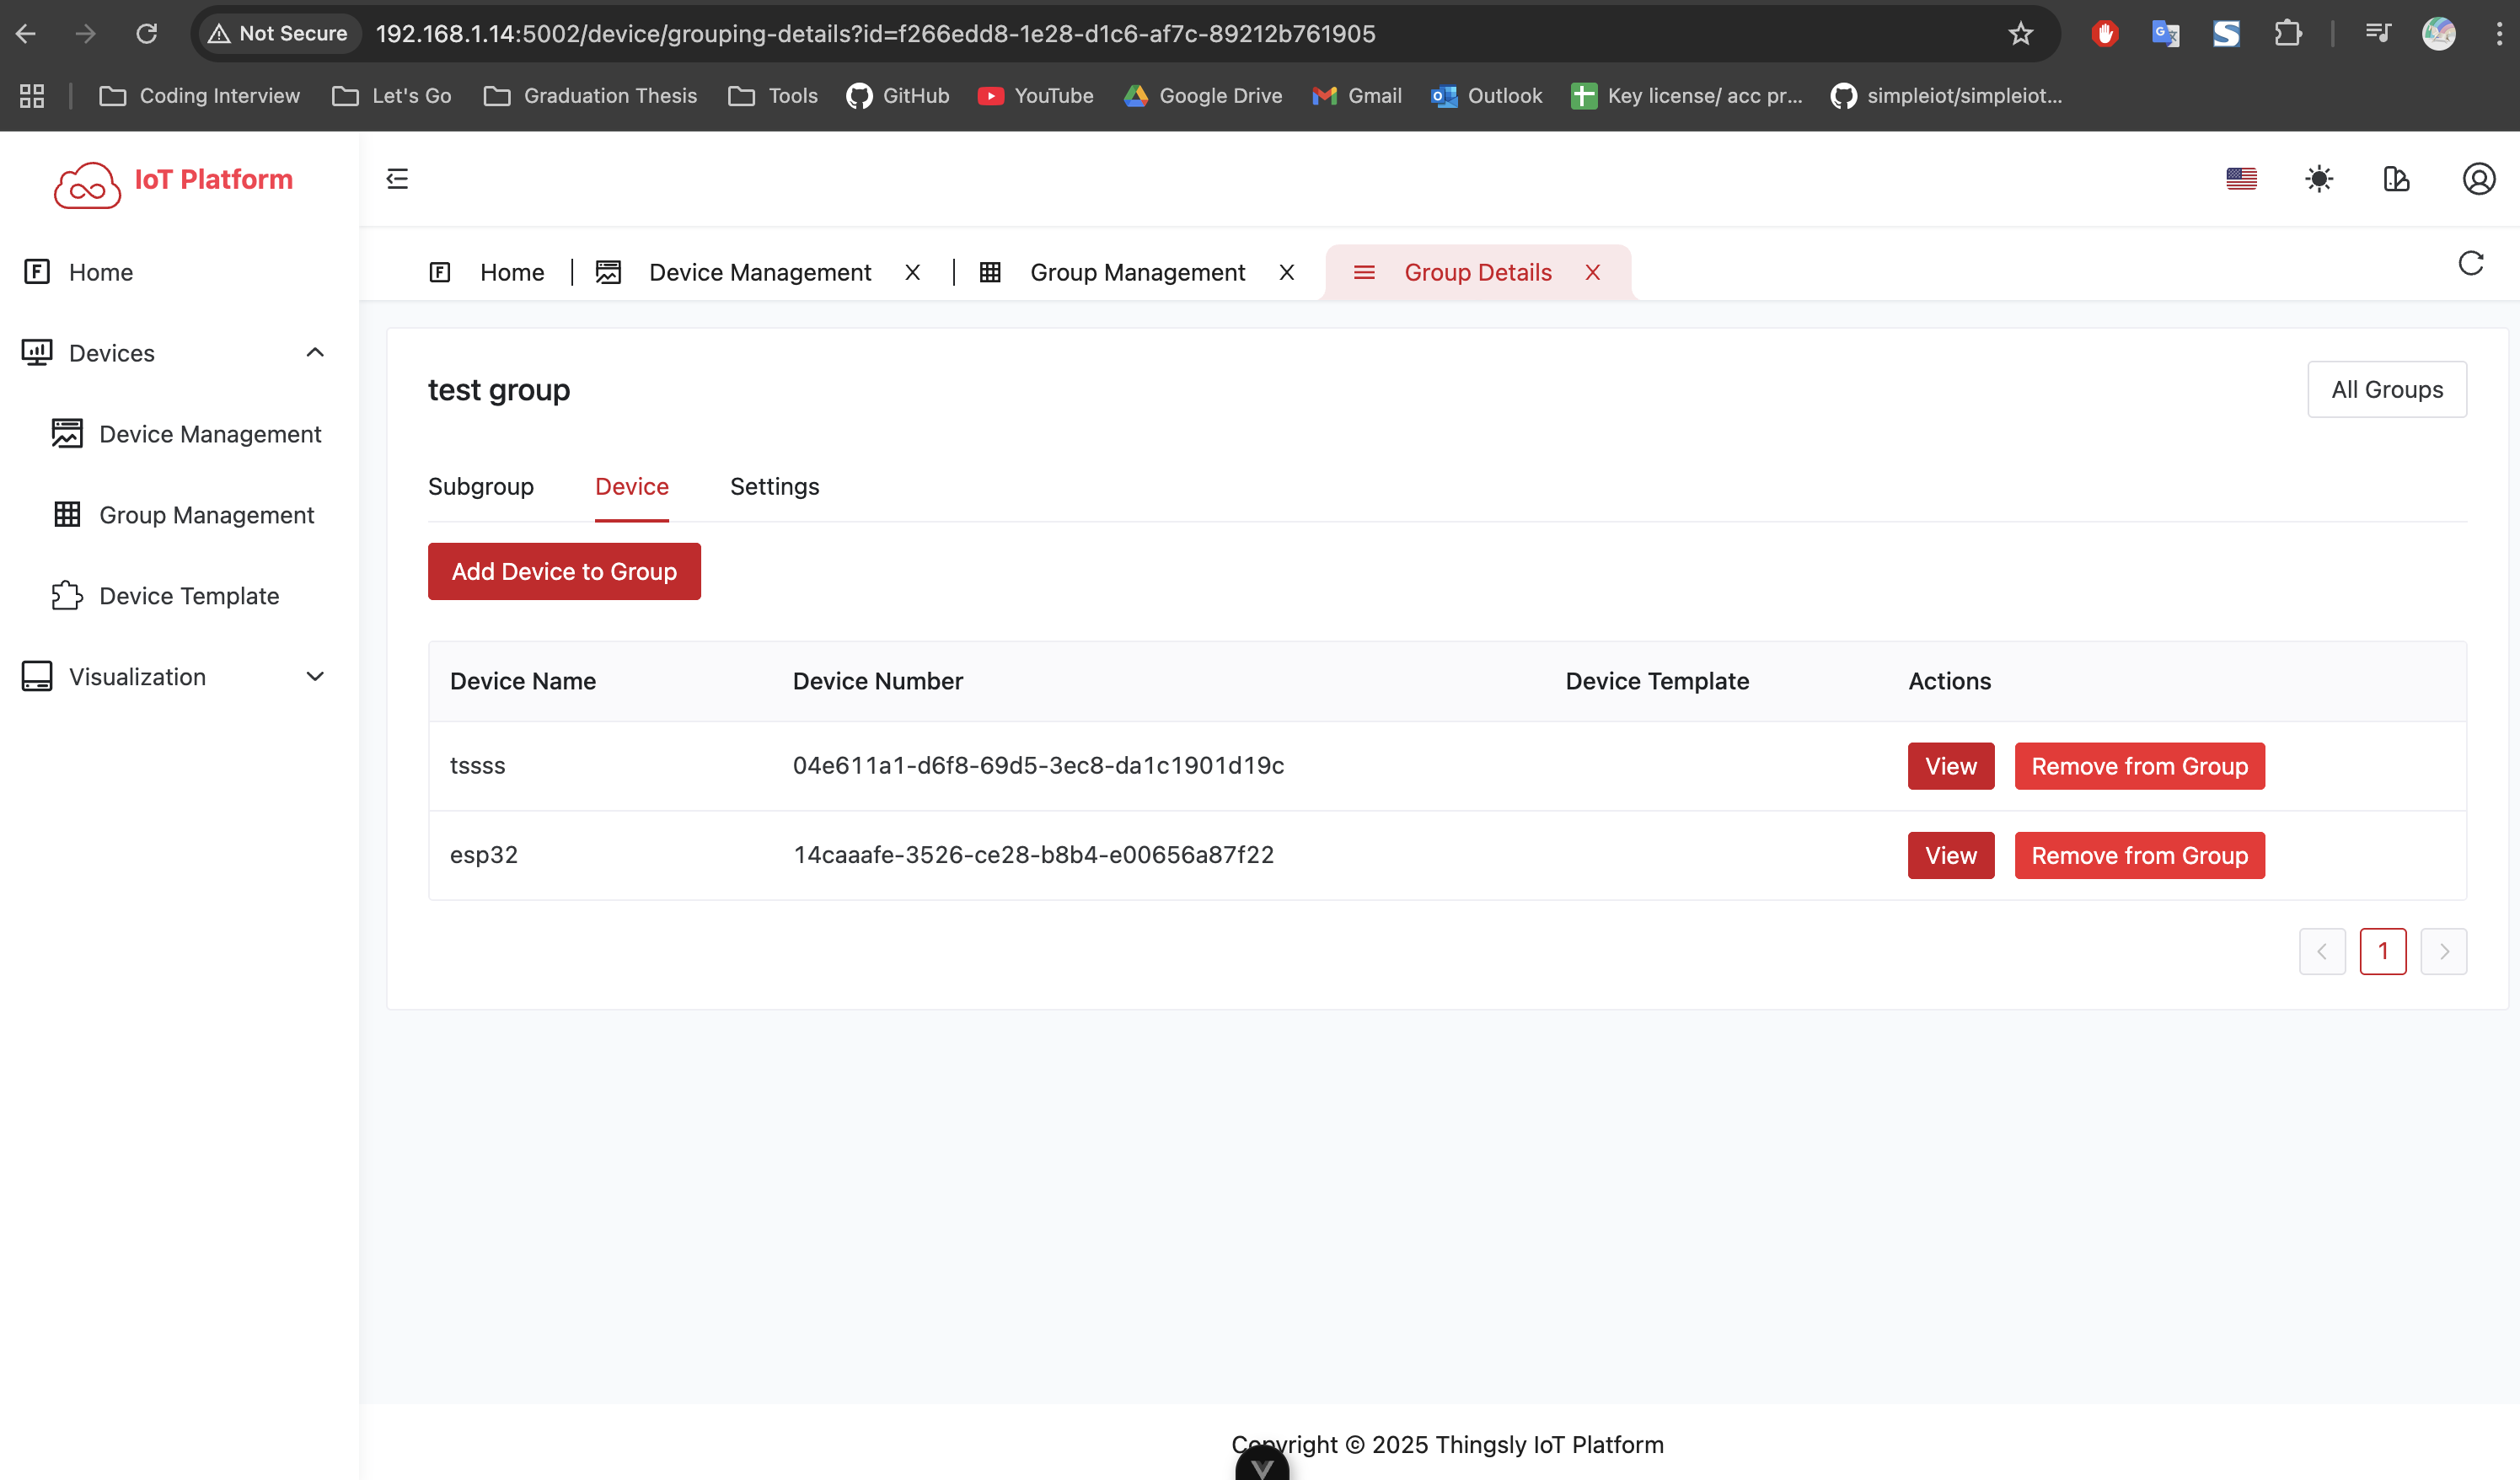 Not Secure 192.168.1.14:5002/device/grouping-details?id=f266edd8-1e28-d1c6-af7c-89212b761905
Coding Interview Let's Go Graduation Thesis Tools GitHub YouTube Google Drive Gmail Outlook Key license/ acc pr... simpleiot/simpleiot...
IoT Platform
Home
Devices
Device Management
Group Management
Device Template
Visualization
Home Device Management X Group Management X Group Details X
test group
All Groups
Subgroup Device Settings
Add Device to Group
Device Name Device Number Device Template Actions
tssss 04e611a1-d6f8-69d5-3ec8-da1c1901d19c View Remove from Group
esp32 14caaafe-3526-ce28-b8b4-e00656a87f22 View Remove from Group
1
Copyright © 2025 Thingsly IoT Platform